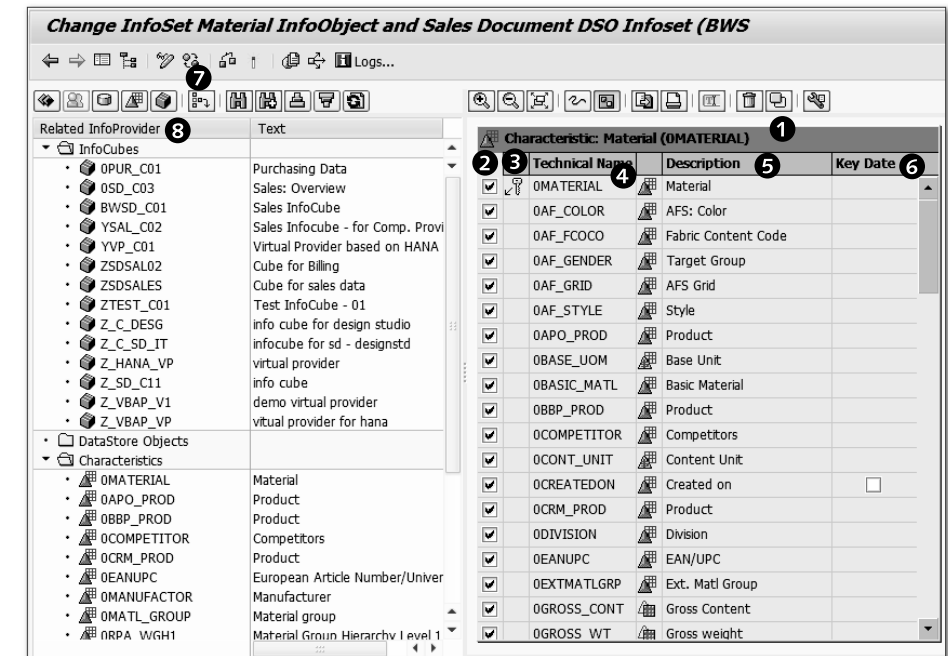 Change InfoSet Material InfoObject and Sales Document DSO Infoset (BWS
Logs...
7
Related InfoProvider 8 Text
InfoCubes
0PUR_C01 Purchasing Data
0SD_C03 Sales: Overview
BWSD_C01 Sales InfoCube
YSAL_C02 Sales Infocube - for Comp. Provi
YVP_C01 Virtual Provider based on HANA
ZSDSAL02 Cube for Billing
ZSDSALES Cube for sales data
ZTEST_C01 Test InfoCube - 01
Z_C_DESG info cube for design studio
Z_C_SD_IT infocube for sd - designstd
Z_HANA_VP virtual provider
Z_SD_C11 info cube
Z_VBAP_V1 demo virtual provider
Z_VBAP_VP vitual provider for hana
DataStore Objects
Characteristics
0MATERIAL Material
0APO_PROD Product
0BBP_PROD Product
0COMPETITOR Competitors
0CRM_PROD Product
0EANUPC European Article Number/Univer
0MANUFACTOR Manufacturer
0MATL_GROUP Material group
0RPA_WGH1 Material Group Hierarchy Level 1
Characteristic: Material (0MATERIAL) 1
2 3 Technical Name 4 Description 5 Key Date 6
0MATERIAL Material
0AF_COLOR AFS: Color
0AF_FCOCO Fabric Content Code
0AF_GENDER Target Group
0AF_GRID AFS Grid
0AF_STYLE Style
0APO_PROD Product
0BASE_UOM Base Unit
0BASIC_MATL Basic Material
0BBP_PROD Product
0COMPETITOR Competitors
0CONT_UNIT Content Unit
0CREATEDON Created on
0CRM_PROD Product
0DIVISION Division
0EANUPC EAN/UPC
0EXTMATLGRP Ext. Matl Group
0GROSS_CONT Gross Content
0GROSS_WT Gross weight